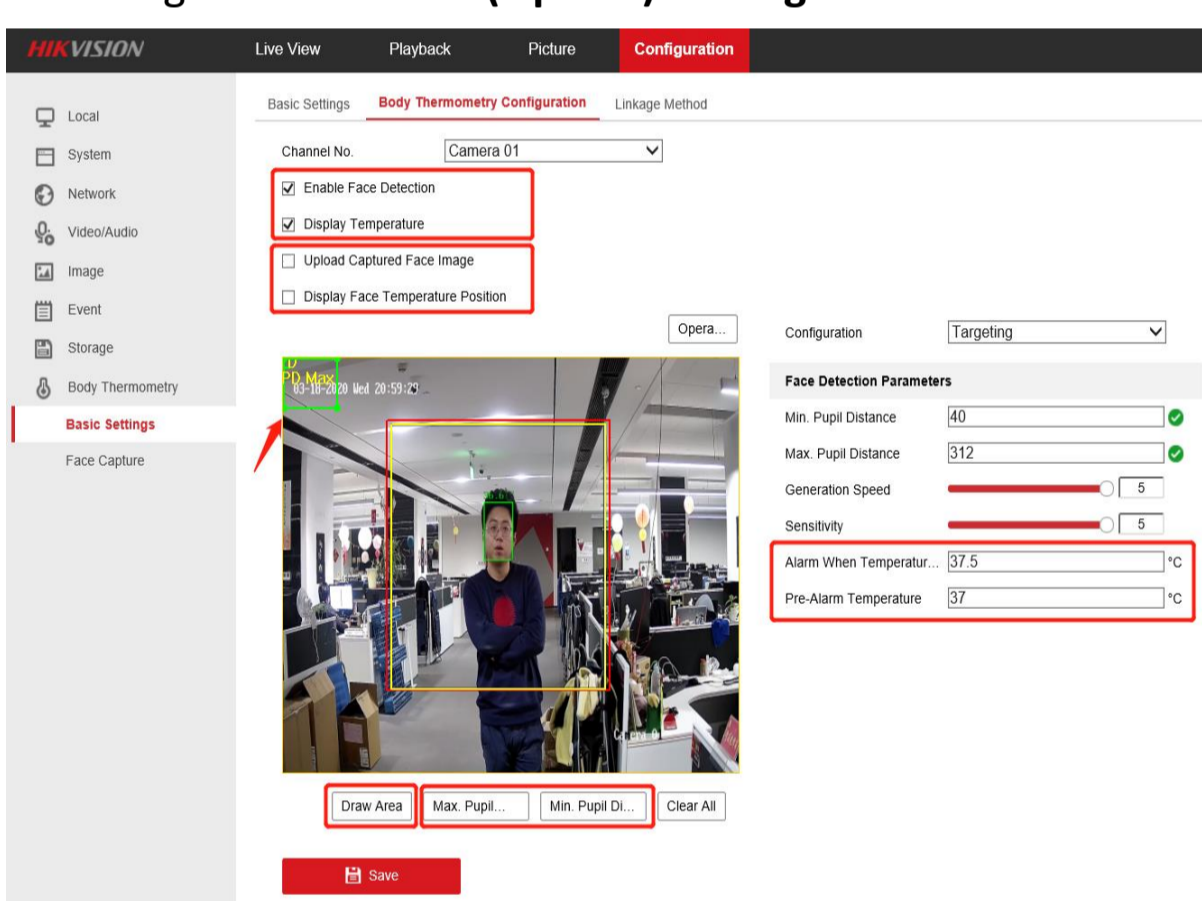 HIKVISION Live View Playback Picture Configuration
Local
System
Network
Video/Audio
Image
Event
Storage
Body Thermometry
Basic Settings
Face Capture
Basic Settings Body Thermometry Configuration Linkage Method
Channel No. Camera 01
Enable Face Detection
Display Temperature
Upload Captured Face Image
Display Face Temperature Position
Opera...
D
PD Max
03-18-2020 Wed 20:59:29
Draw Area Max. Pupil... Min. Pupil Di... Clear All
Save
Configuration Targeting
Face Detection Parameters
Min. Pupil Distance 40
Max. Pupil Distance 312
Generation Speed 5
Sensitivity 5
Alarm When Temperatur... 37.5 °C
Pre-Alarm Temperature 37 °C